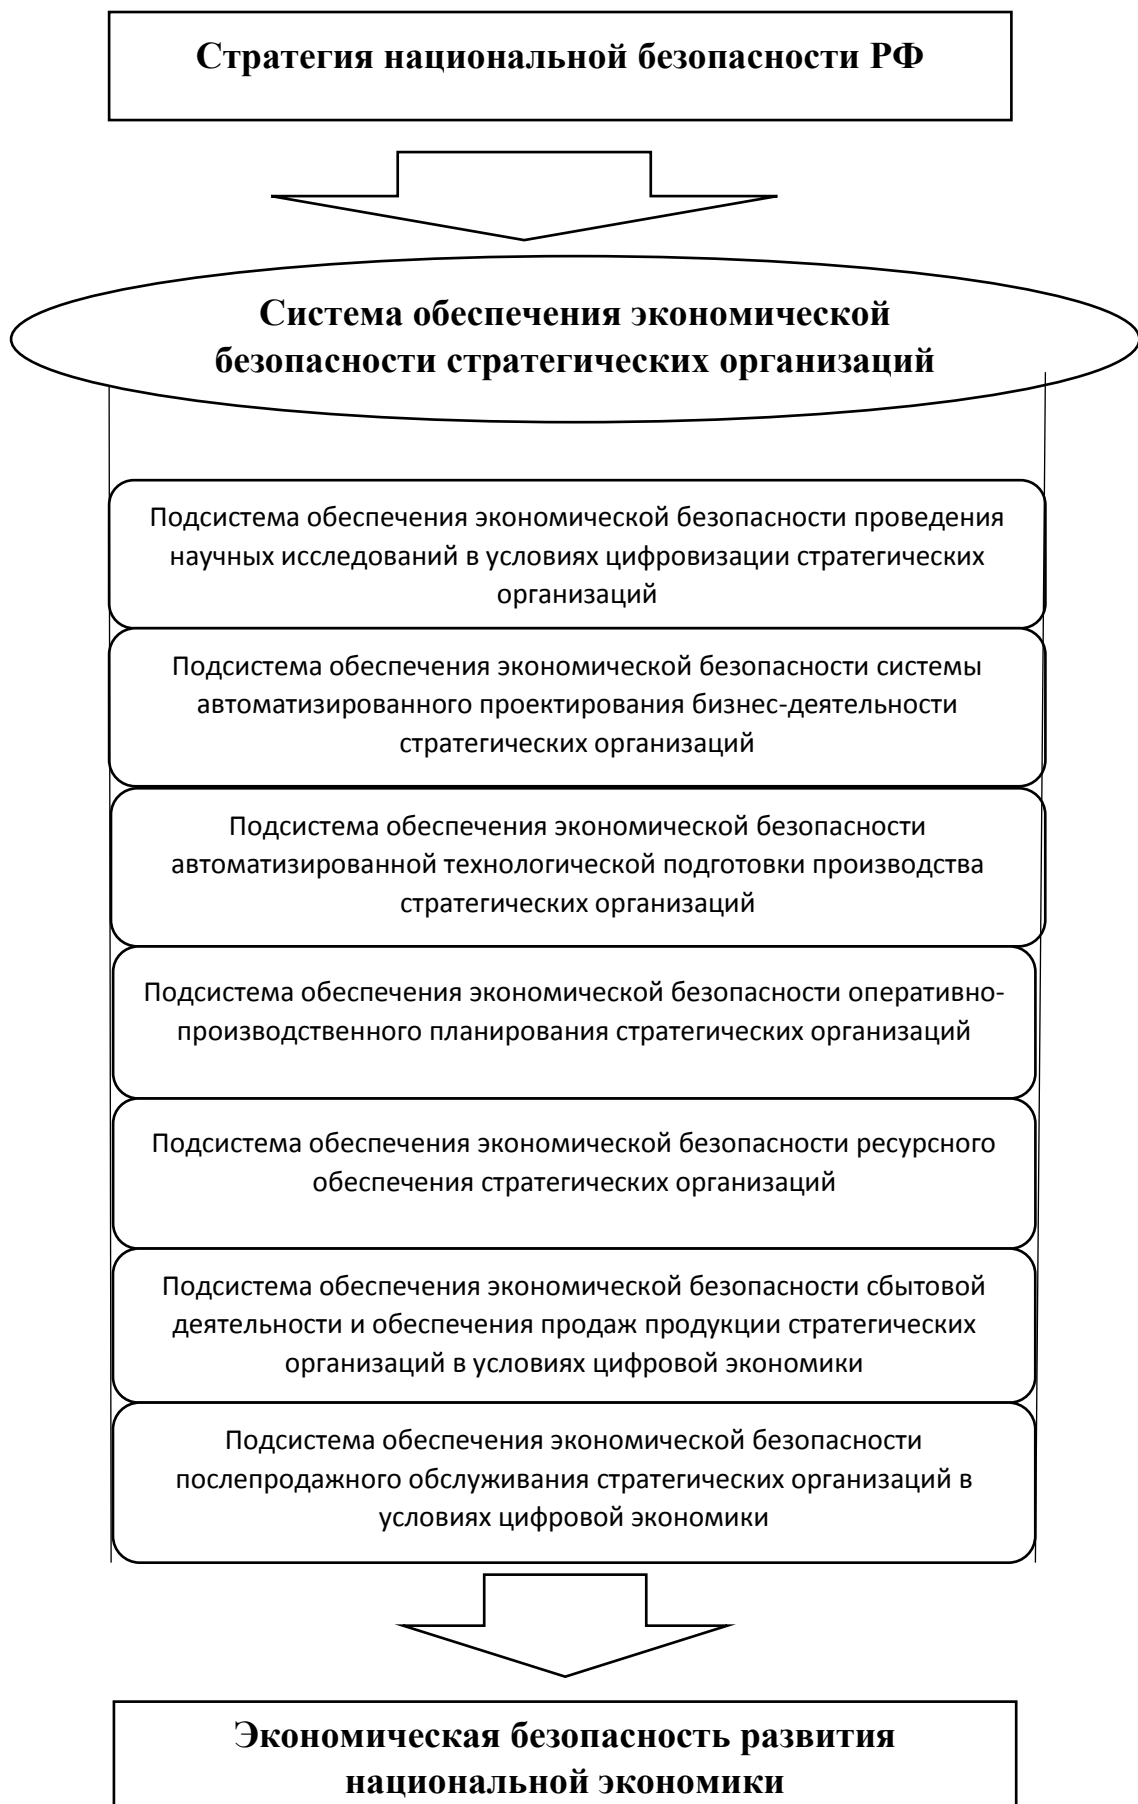 Стратегия национальной безопасности РФ
Система обеспечения экономической
безопасности стратегических организаций
Подсистема обеспечения экономической безопасности проведения
научных исследований в условиях цифровизации стратегических
организаций
Подсистема обеспечения экономической безопасности системы
автоматизированного проектирования бизнес-деятельности
стратегических организаций
Подсистема обеспечения экономической безопасности
автоматизированной технологической подготовки производства
стратегических организаций
Подсистема обеспечения экономической безопасности оперативно-
производственного планирования стратегических организаций
Подсистема обеспечения экономической безопасности ресурсного
обеспечения стратегических организаций
Подсистема обеспечения экономической безопасности сбытовой
деятельности и обеспечения продаж продукции стратегических
организаций в условиях цифровой экономики
Подсистема обеспечения экономической безопасности
послепродажного обслуживания стратегических организаций в
условиях цифровой экономики
Экономическая безопасность развития
национальной экономики